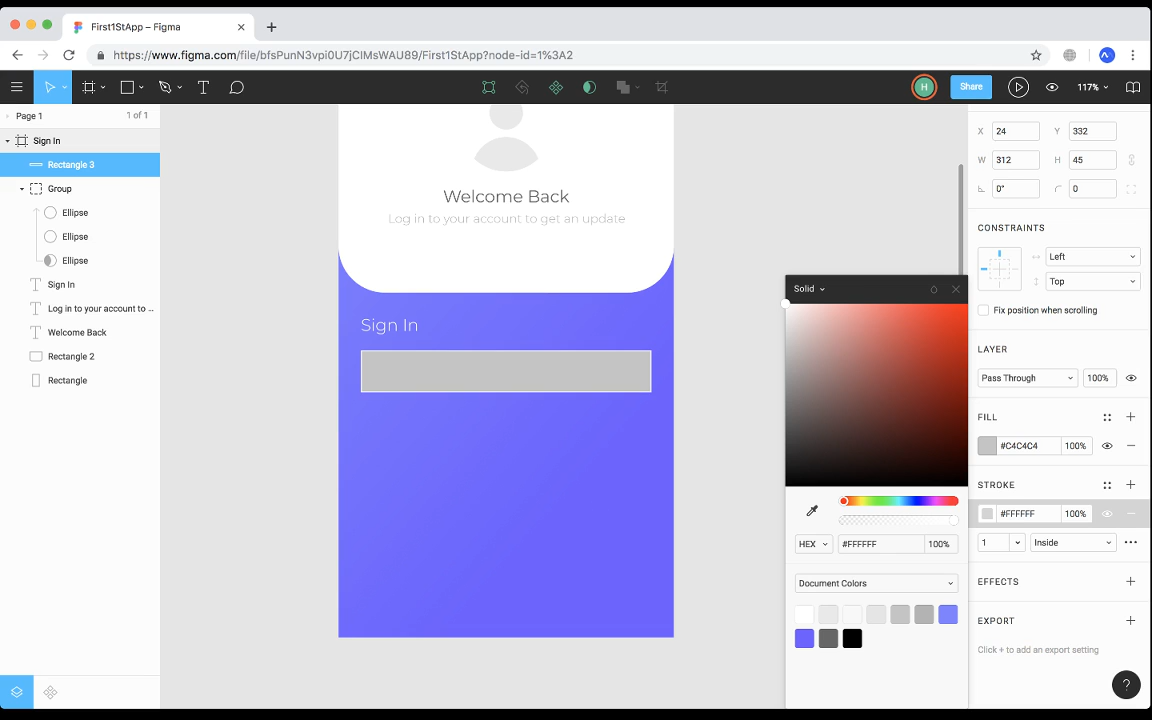 First1StApp – Figma
https://www.figma.com/file/bfsPunN3vpi0U7jCIMsWAU89/First1StApp?node-id=1%3A2
H
Share
117%
Page 1
1 of 1
Sign In
Rectangle 3
Group
Ellipse
Ellipse
Ellipse
Sign In
Log in to your account to ...
Welcome Back
Rectangle 2
Rectangle
Welcome Back
Log in to your account to get an update
Sign In
Solid
HEX #FFFFFF 100%
Document Colors
X 24 Y 332
W 312 H 45
0° 0
CONSTRAINTS
Left
Top
Fix position when scrolling
LAYER
Pass Through 100%
FILL
#C4C4C4 100%
STROKE
#FFFFFF 100%
1 Inside
EFFECTS
EXPORT
Click + to add an export setting
?